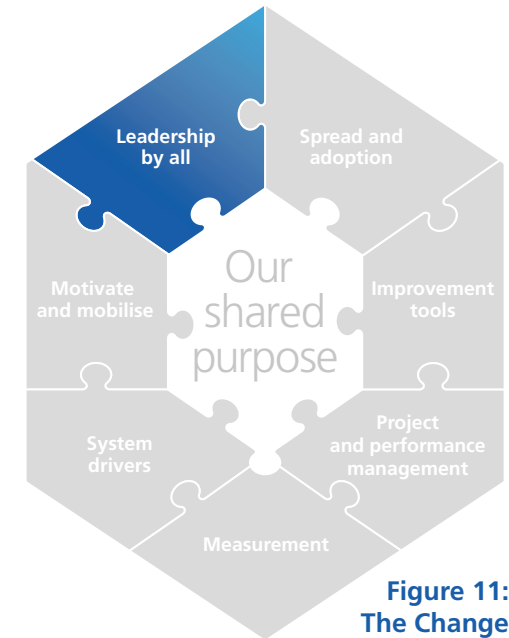 Leadership
by all
Spread and
adoption
Our
shared
purpose
Motivate
and mobilise
Improvement
tools
System
drivers
Project
and performance
management
Measurement
Figure 11:
The Change